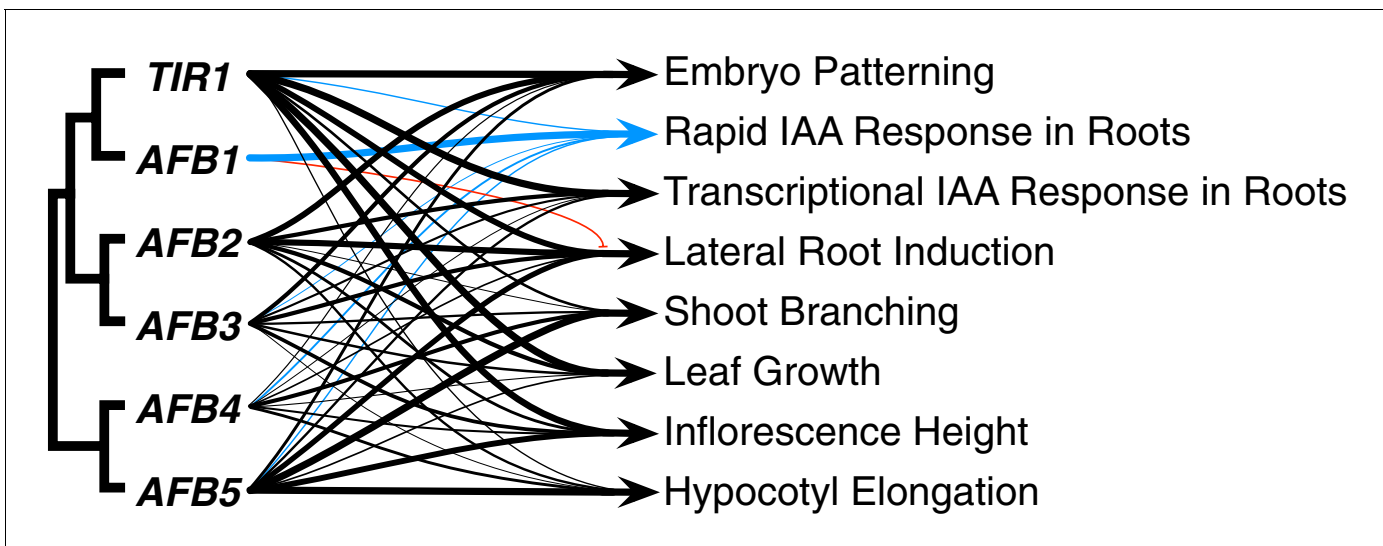 TIR1
AFB1
AFB2
AFB3
AFB4
AFB5
Embryo Patterning
Rapid IAA Response in Roots
Transcriptional IAA Response in Roots
Lateral Root Induction
Shoot Branching
Leaf Growth
Inflorescence Height
Hypocotyl Elongation